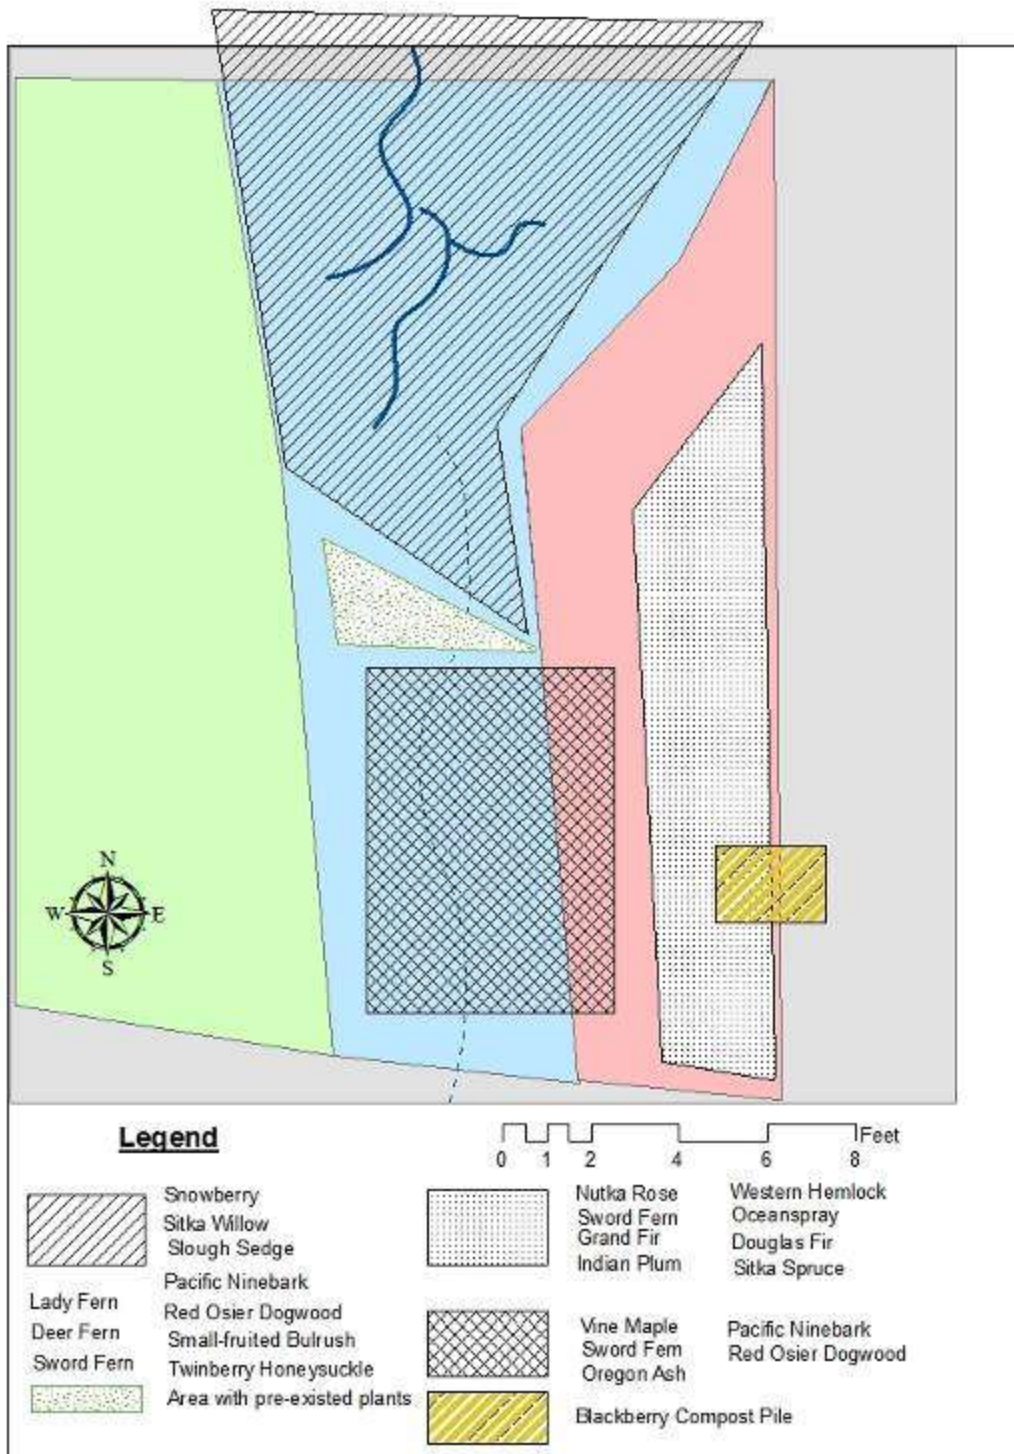 N
W E
S
Legend
Feet
0 1 2 4 6 8
Snowberry
Sitka Willow
Slough Sedge
Pacific Ninebark
Red Osier Dogwood
Small-fruited Bulrush
Twinberry Honeysuckle
Lady Fern
Deer Fern
Sword Fern
Area with pre-existed plants
Nutka Rose
Sword Fern
Grand Fir
Indian Plum
Western Hemlock
Oceanspray
Douglas Fir
Sitka Spruce
Vine Maple
Sword Fern
Oregon Ash
Pacific Ninebark
Red Osier Dogwood
Blackberry Compost Pile